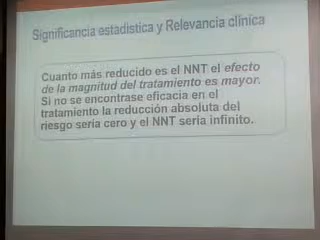 Significancia estadistica y Relevancia clínica
Cuanto más reducido es el NNT el efecto
de la magnitud del tratamiento es mayor.
Si no se encontrase eficacia en el
tratamiento la reducción absoluta del
riesgo sería cero y el NNT sería infinito.